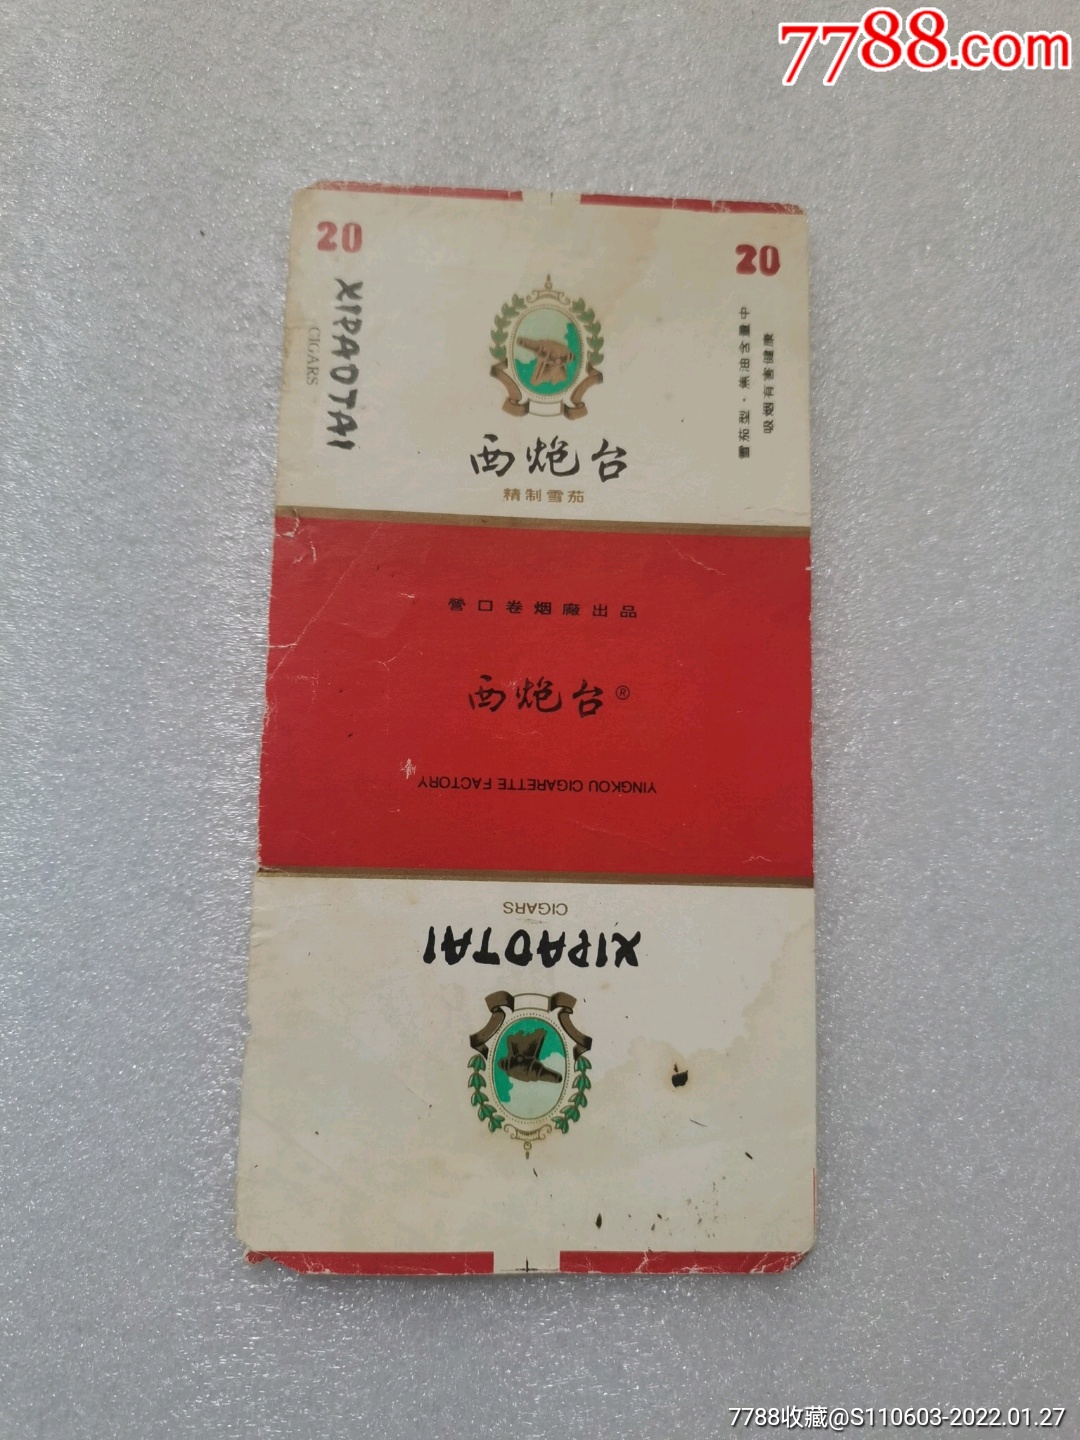 7788.com
20
20
XIPAOTAI
CIGARS
雪茄型·焦油含量中
吸烟有害健康
西炮台
精制雪茄
营口卷烟廠出品
西炮台®
YINGKOU CIGARETTE FACTORY
CIGARS
XIPAOTAI
7788收藏@S110603-2022.01.27